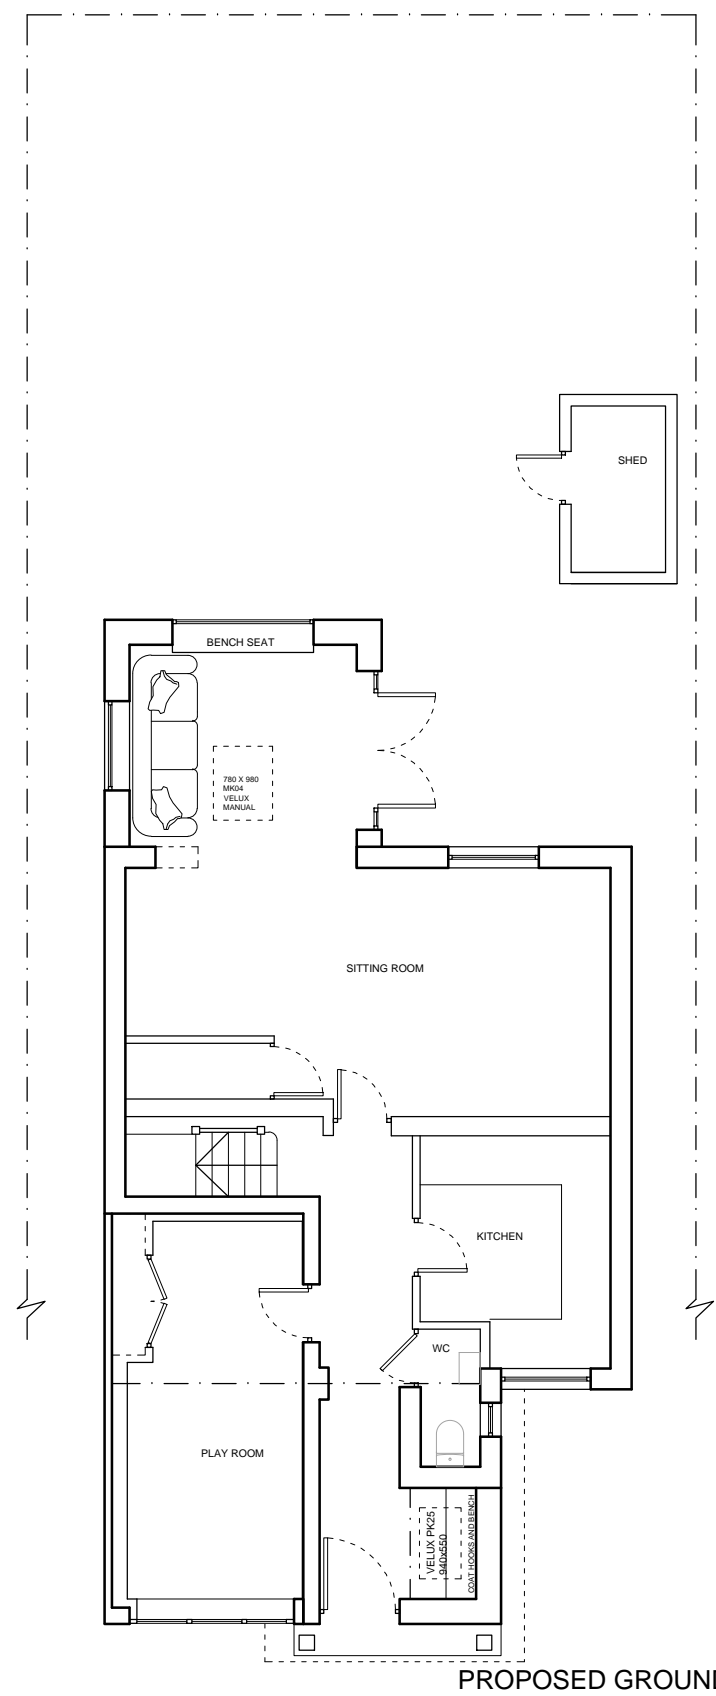 SHED
BENCH SEAT
780 X 980
MK04
VELUX
MANUAL
SITTING ROOM
KITCHEN
WC
PLAY ROOM
VELUX PK25
940x550
COAT HOOKS AND BENCH
PROPOSED GROUN